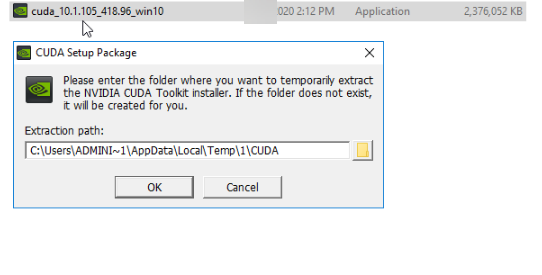 cuda_10.1.105_418.96_win10 2020 2:12 PM Application 2,376,052 KB
CUDA Setup Package
Please enter the folder where you want to temporarily extract
the NVIDIA CUDA Toolkit installer. If the folder does not exist,
it will be created for you.
Extraction path:
C:\Users\ADMINI~1\AppData\Local\Temp\1\CUDA
OK Cancel